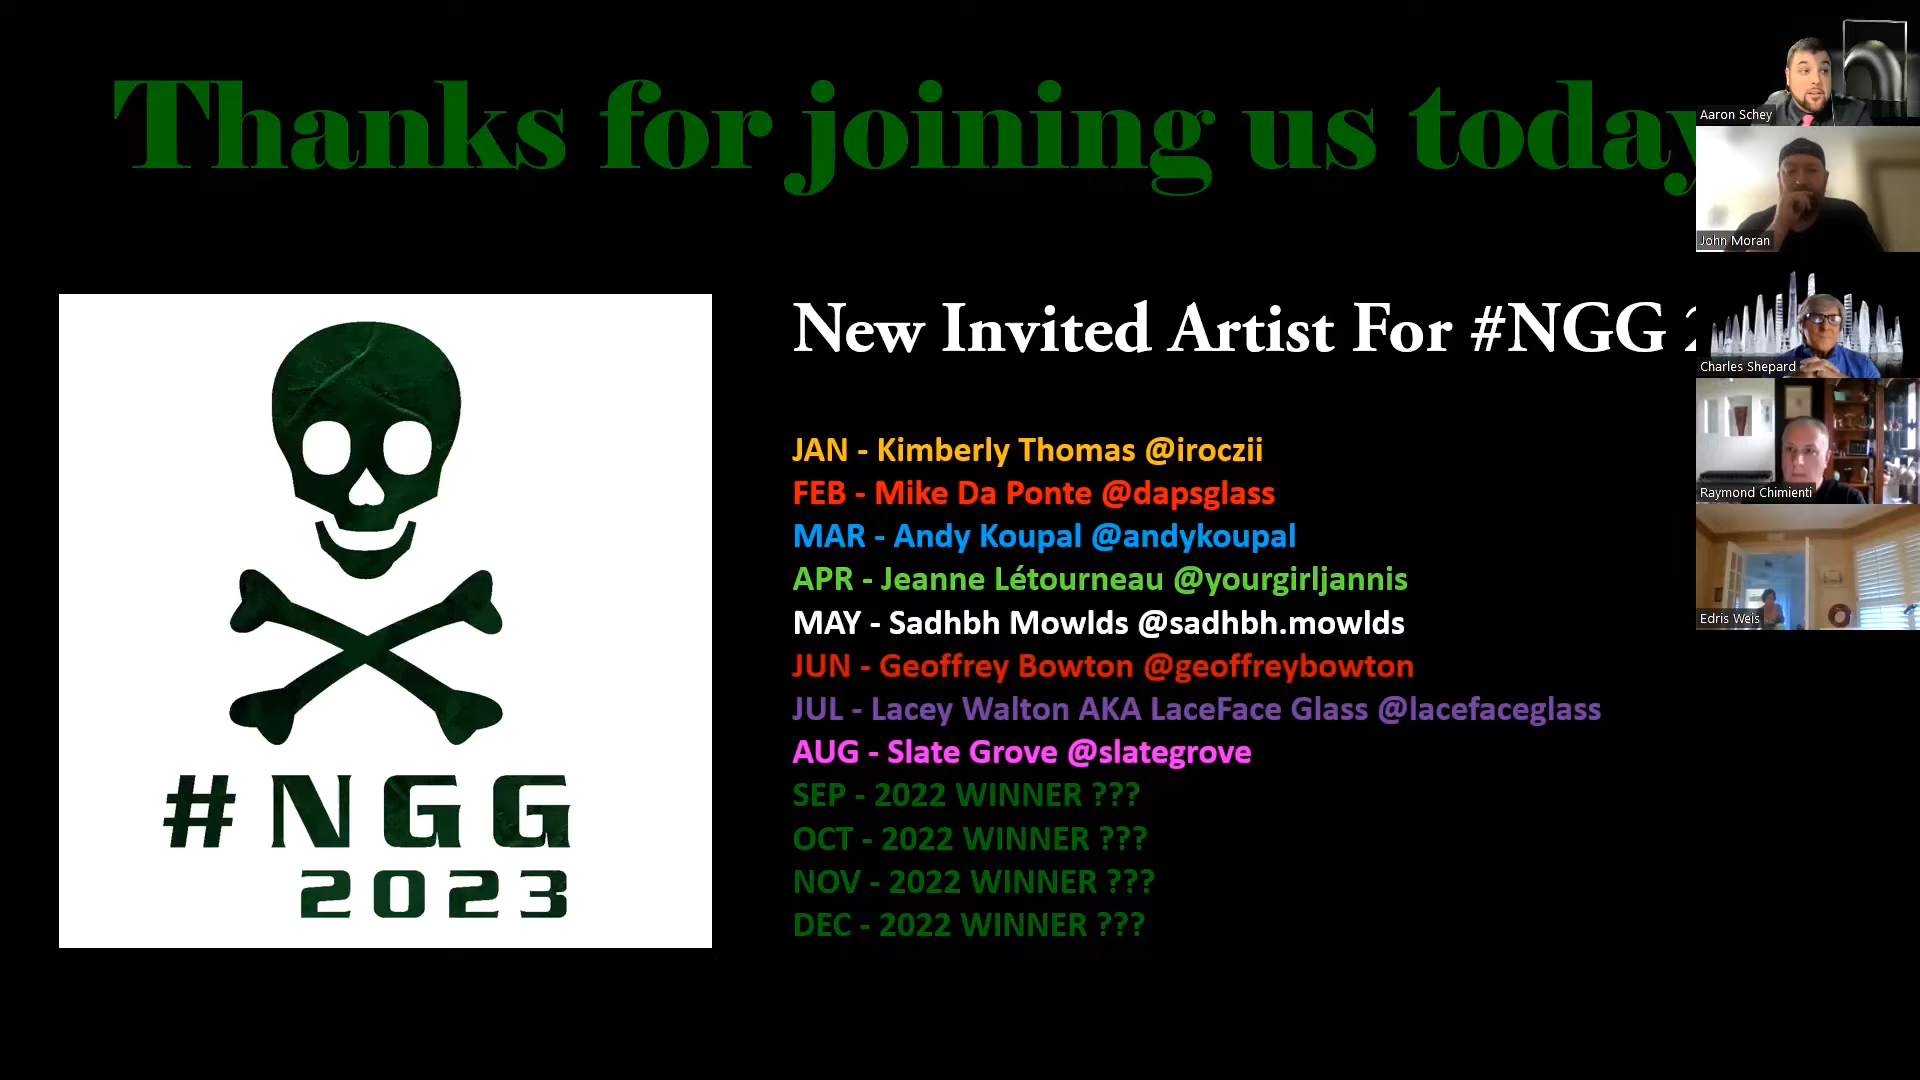 Thanks for joining us today
New Invited Artist For #NGG
JAN - Kimberly Thomas @iroczii
FEB - Mike Da Ponte @dapsglass
MAR - Andy Koupal @andykoupal
APR - Jeanne Létourneau @yourgirljannis
MAY - Sadhbh Mowlds @sadhbh.mowlds
JUN - Geoffrey Bowton @geoffreybowton
JUL - Lacey Walton AKA LaceFace Glass @lacefaceglass
AUG - Slate Grove @slategrove
SEP - 2022 WINNER ???
OCT - 2022 WINNER ???
NOV - 2022 WINNER ???
DEC - 2022 WINNER ???
#NGG
2023
Aaron Schey
John Moran
Charles Shepard
Raymond Chimienti
Edris Weis